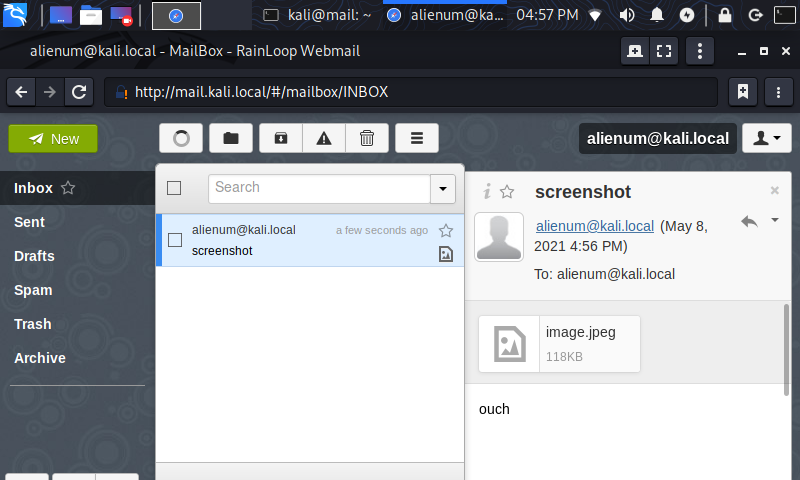 kali@mail: ~
alienum@ka...
04:57 PM
alienum@kali.local - MailBox - RainLoop Webmail
http://mail.kali.local/#/mailbox/INBOX
New
alienum@kali.local
Inbox
Sent
Drafts
Spam
Trash
Archive
Search
alienum@kali.local
a few seconds ago
screenshot
screenshot
alienum@kali.local (May 8,
2021 4:56 PM)
To: alienum@kali.local
image.jpeg
118KB
ouch